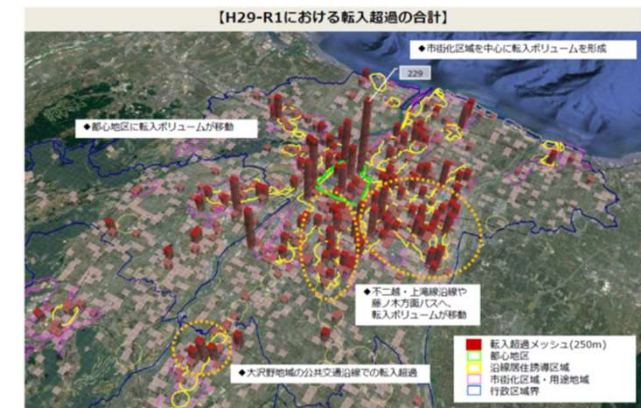 【H29-R1における転入超過の合計】
◆市街化区域を中心に転入ボリュームを形成
229
◆都心地区に転入ボリュームが移動
◆不二越・上滝線沿線や
藤ノ木方面バスへ、
転入ボリュームが移動
◆大沢野地域の公共交通沿線での転入超過
転入超過メッシュ(250m)
都心地区
沿線居住誘導区域
市街化区域・用途地域
行政区域界